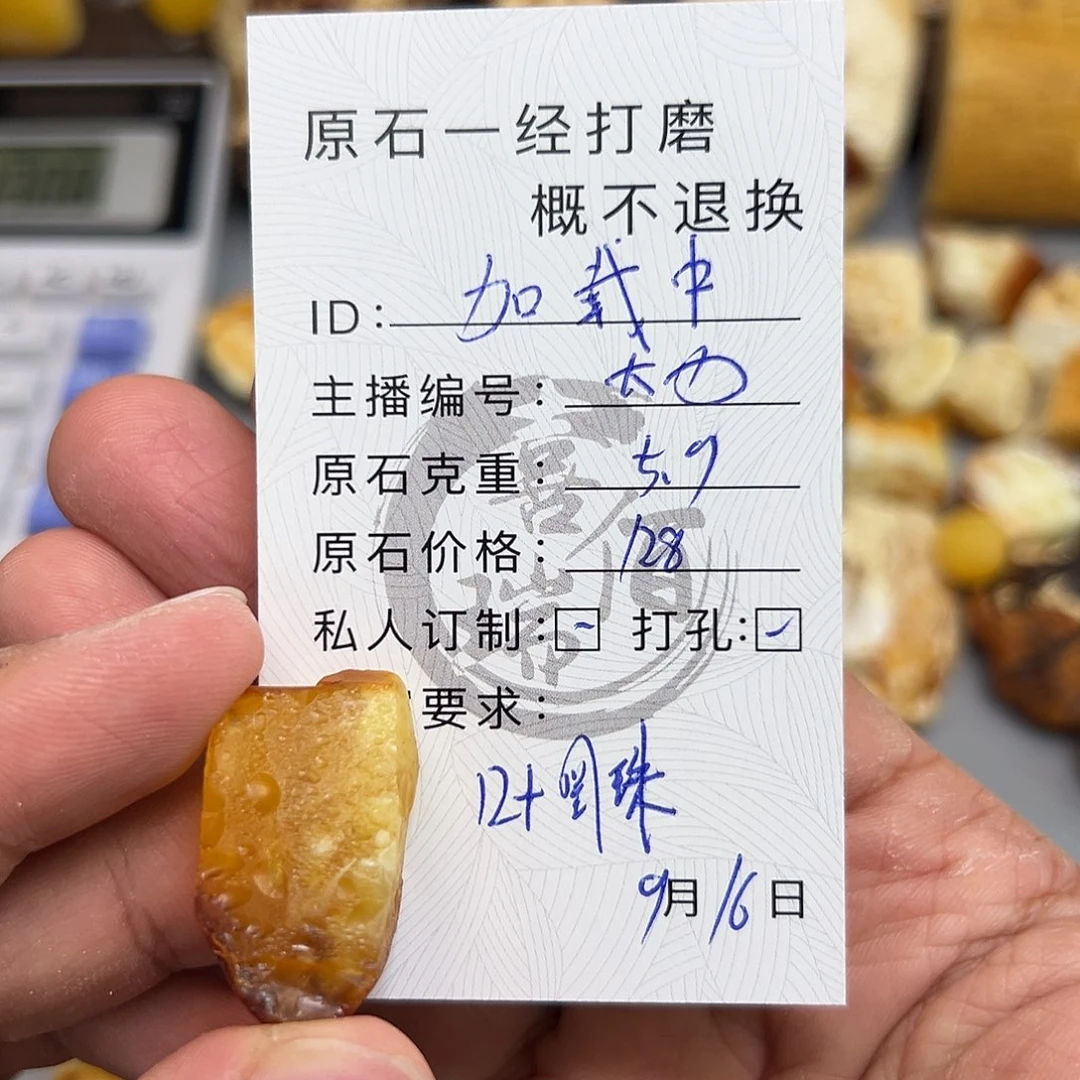 原石一经打磨
概不退换
ID：加载中
主播编号：大力
原石克重：5.9
原石价格：128
私人订制： 打孔：
要求：
12+圆珠
9月16日